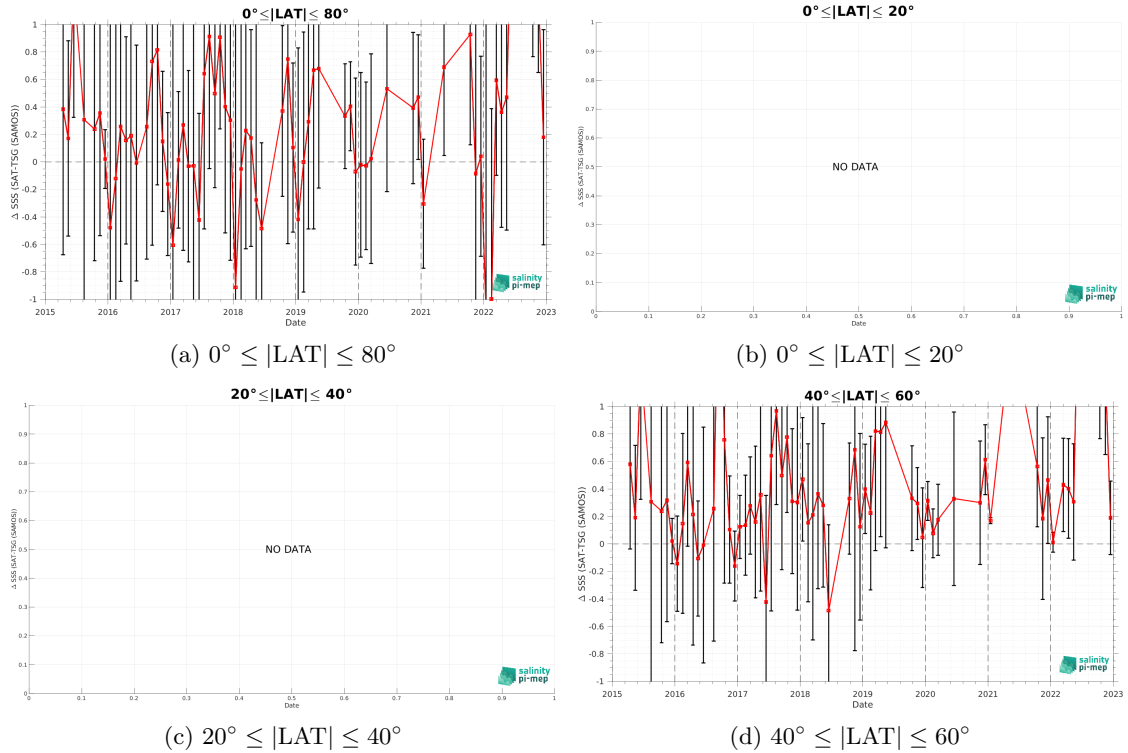 0°≤|LAT|≤ 80°
Δ SSS (SAT-TSG (SAMOS))
1
0.8
0.6
0.4
0.2
0
-0.2
-0.4
-0.6
-0.8
-1
2015 2016 2017 2018 2019 2020 2021 2022 2023
Date
salinity
pi-mep
(a) 0° ≤ |LAT| ≤ 80°
0°≤|LAT|≤ 20°
Δ SSS (SAT-TSG (SAMOS))
1
0.9
0.8
0.7
0.6
0.5
0.4
0.3
0.2
0.1
0
NO DATA
0 0.1 0.2 0.3 0.4 0.5 0.6 0.7 0.8 0.9 1
Date
salinity
pi-mep
(b) 0° ≤ |LAT| ≤ 20°
20°≤|LAT|≤ 40°
Δ SSS (SAT-TSG (SAMOS))
1
0.9
0.8
0.7
0.6
0.5
0.4
0.3
0.2
0.1
0
NO DATA
0 0.1 0.2 0.3 0.4 0.5 0.6 0.7 0.8 0.9 1
Date
salinity
pi-mep
(c) 20° ≤ |LAT| ≤ 40°
40°≤|LAT|≤ 60°
Δ SSS (SAT-TSG (SAMOS))
1
0.8
0.6
0.4
0.2
0
-0.2
-0.4
-0.6
-0.8
-1
2015 2016 2017 2018 2019 2020 2021 2022 2023
Date
salinity
pi-mep
(d) 40° ≤ |LAT| ≤ 60°